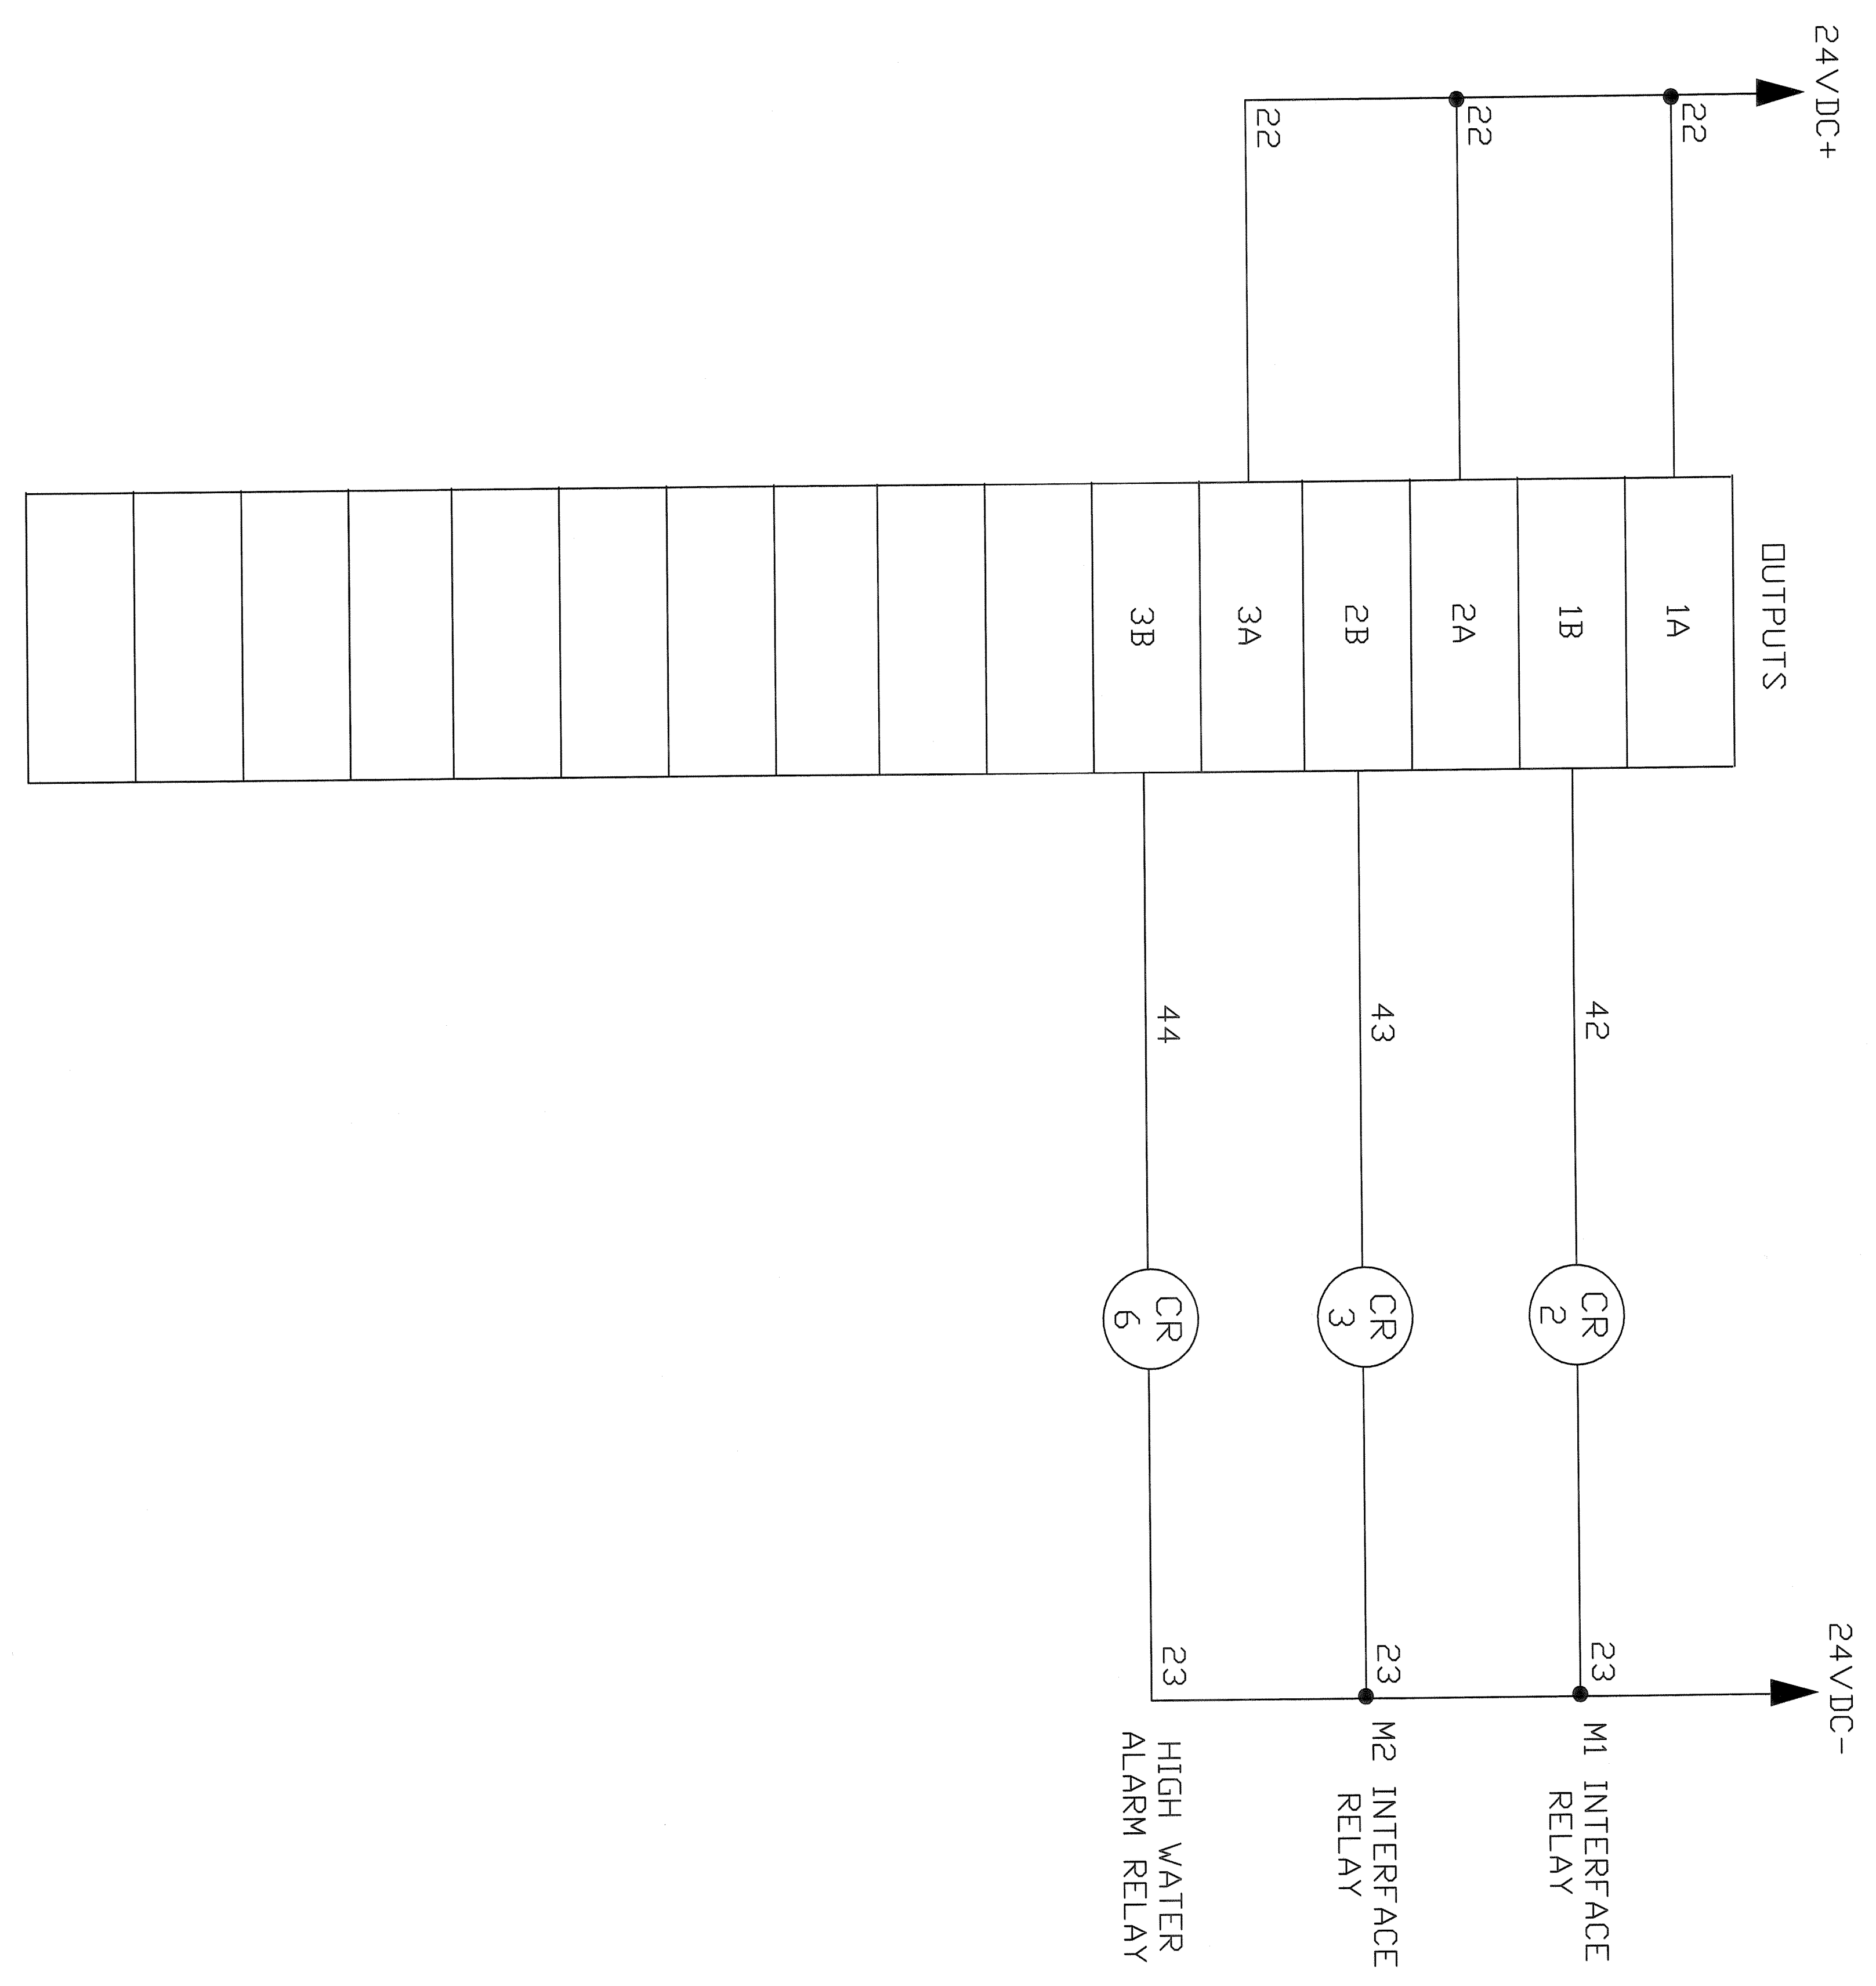 24VDC+
OUTPUTS
24VDC-
22
1A
1B
42
CR
2
23
M1 INTERFACE
RELAY
22
2A
2B
43
CR
3
23
M2 INTERFACE
RELAY
22
3A
3B
44
CR
6
23
HIGH WATER
ALARM RELAY